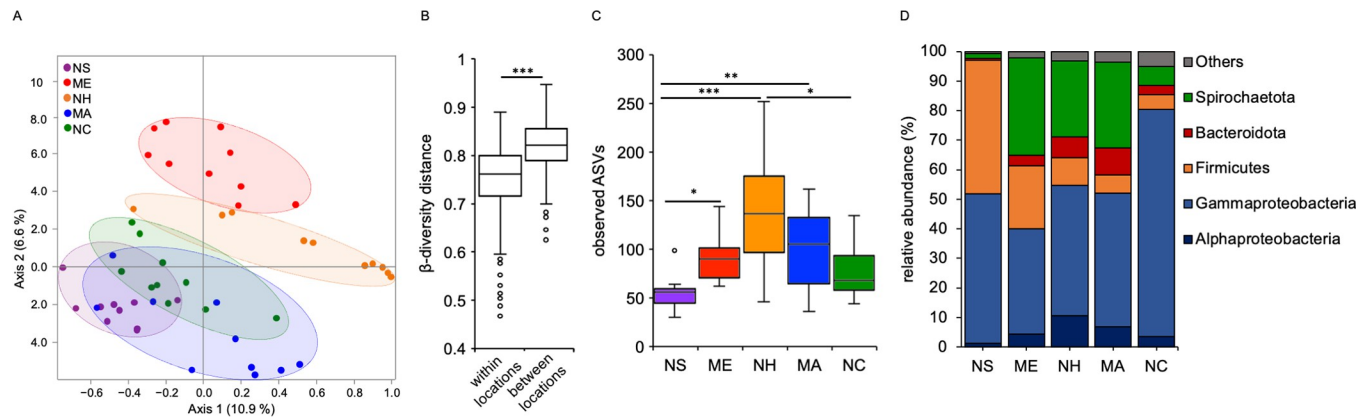 A
NS
ME
NH
MA
NC
10
8.0
6.0
4.0
2.0
0.0
2.0
4.0
Axis 2 (6.6 %)
−0.6
−0.4
−0.2
0.0
0.2
0.4
0.6
0.8
1.0
Axis 1 (10.9 %)
B
***
1
0.9
0.8
0.7
0.6
0.5
0.4
β-diversity distance
within
locations
between
locations
C
300
250
200
150
100
50
0
observed ASVs
**
***
*
*
NS
ME
NH
MA
NC
D
100
90
80
70
60
50
40
30
20
10
0
relative abundance (%)
NS
ME
NH
MA
NC
Others
Spirochaetota
Bacteroidota
Firmicutes
Gammaproteobacteria
Alphaproteobacteria